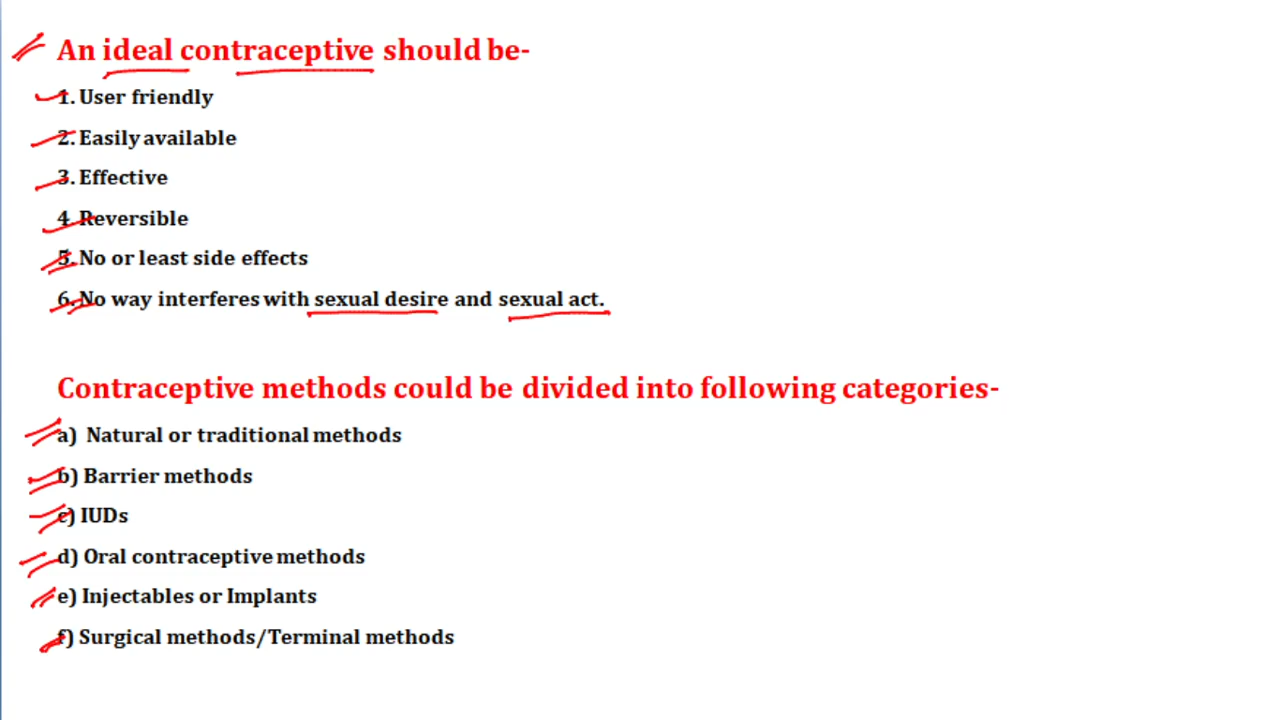 An ideal contraceptive should be-
1. User friendly
2. Easily available
3. Effective
4. Reversible
5. No or least side effects
6. No way interferes with sexual desire and sexual act.
Contraceptive methods could be divided into following categories-
a) Natural or traditional methods
b) Barrier methods
c) IUDs
d) Oral contraceptive methods
e) Injectables or Implants
f) Surgical methods/Terminal methods